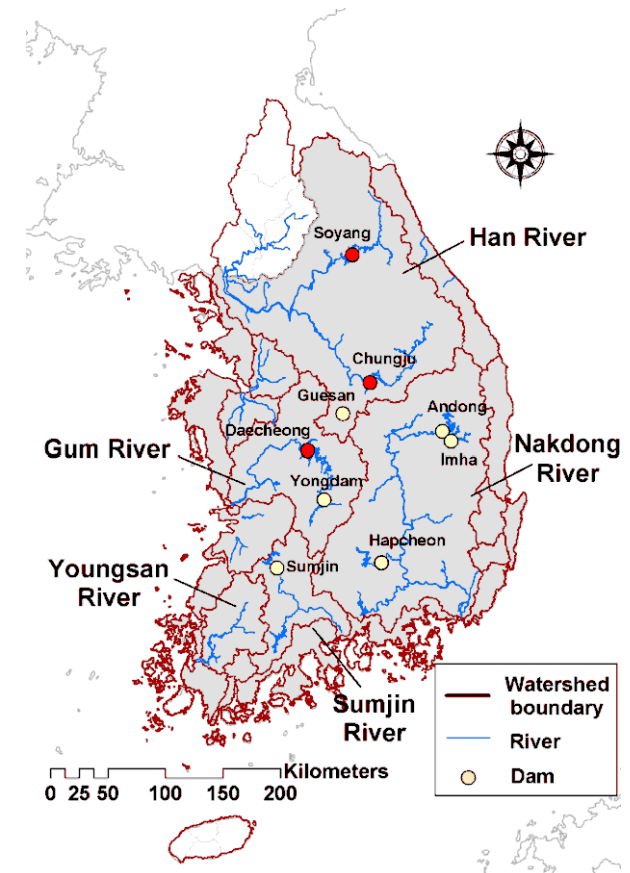 Soyang
Han River
Chungju
Guesan
Andong
Daecheong
Gum River
Nakdong
River
Imha
Yongdam
Hapcheon
Youngsan
River
Sumjin
Sumjin
River
Watershed
boundary
River
Dam
Kilometers
0 25 50 100 150 200